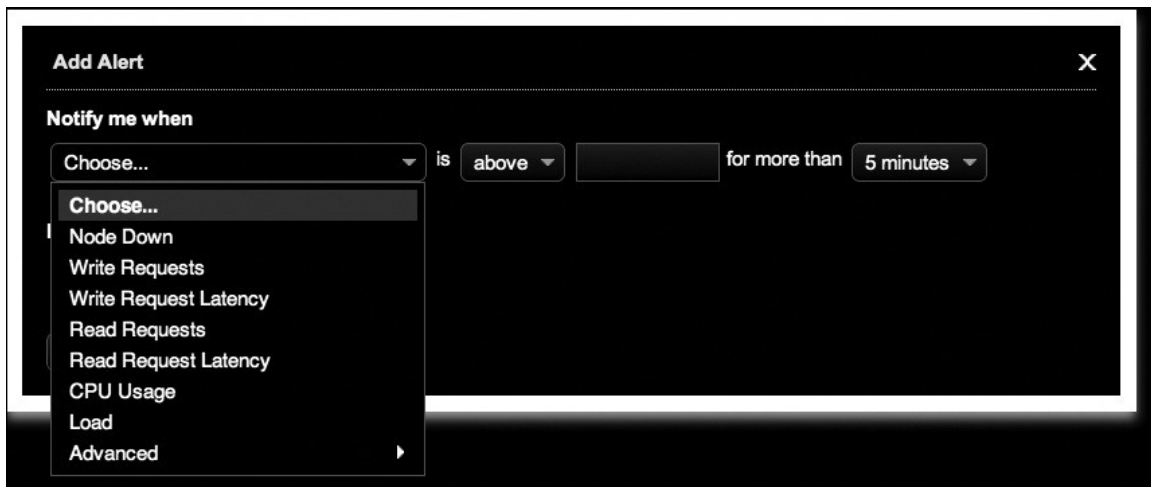 Add Alert X
Notify me when
Choose... is above for more than 5 minutes
Choose...
Node Down
Write Requests
Write Request Latency
Read Requests
Read Request Latency
CPU Usage
Load
Advanced